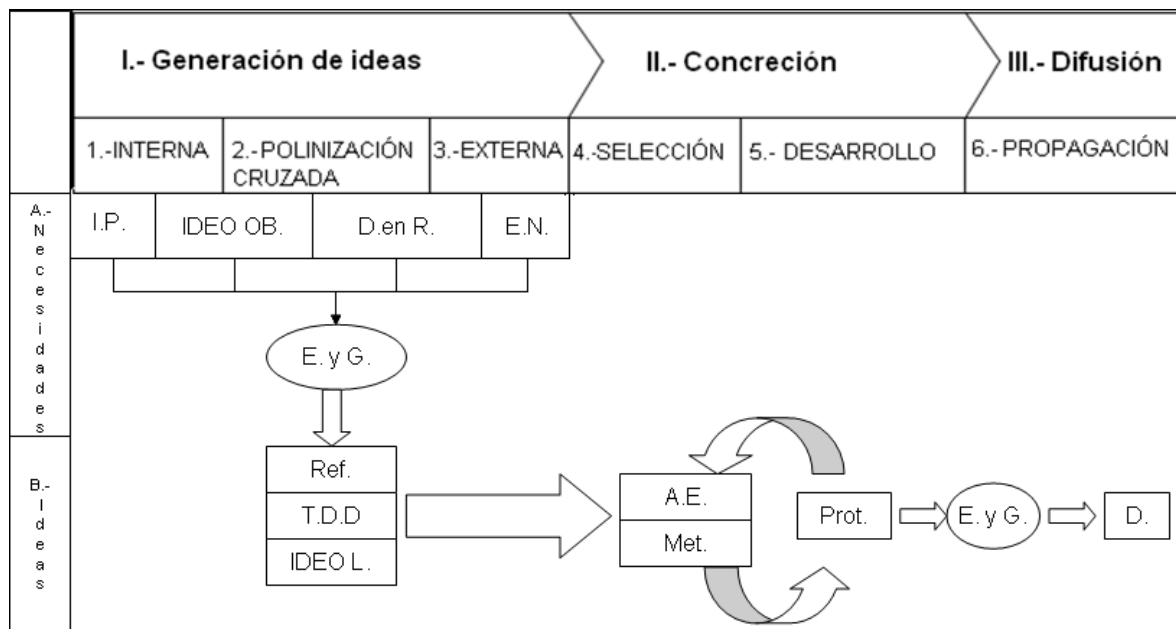 I.- Generación de ideas
II.- Concreción
III.- Difusión
1.-INTERNA
2.-POLINIZACIÓN
CRUZADA
3.-EXTERNA
4.-SELECCIÓN
5.- DESARROLLO
6.- PROPAGACIÓN
A.-
N
e
c
e
s
i
d
a
d
e
s
I.P.
IDEO OB.
D.en R.
E.N.
E. y G.
B.-
I
d
e
a
s
Ref.
T.D.D
IDEO L.
A.E.
Met.
Prot.
E. y G.
D.